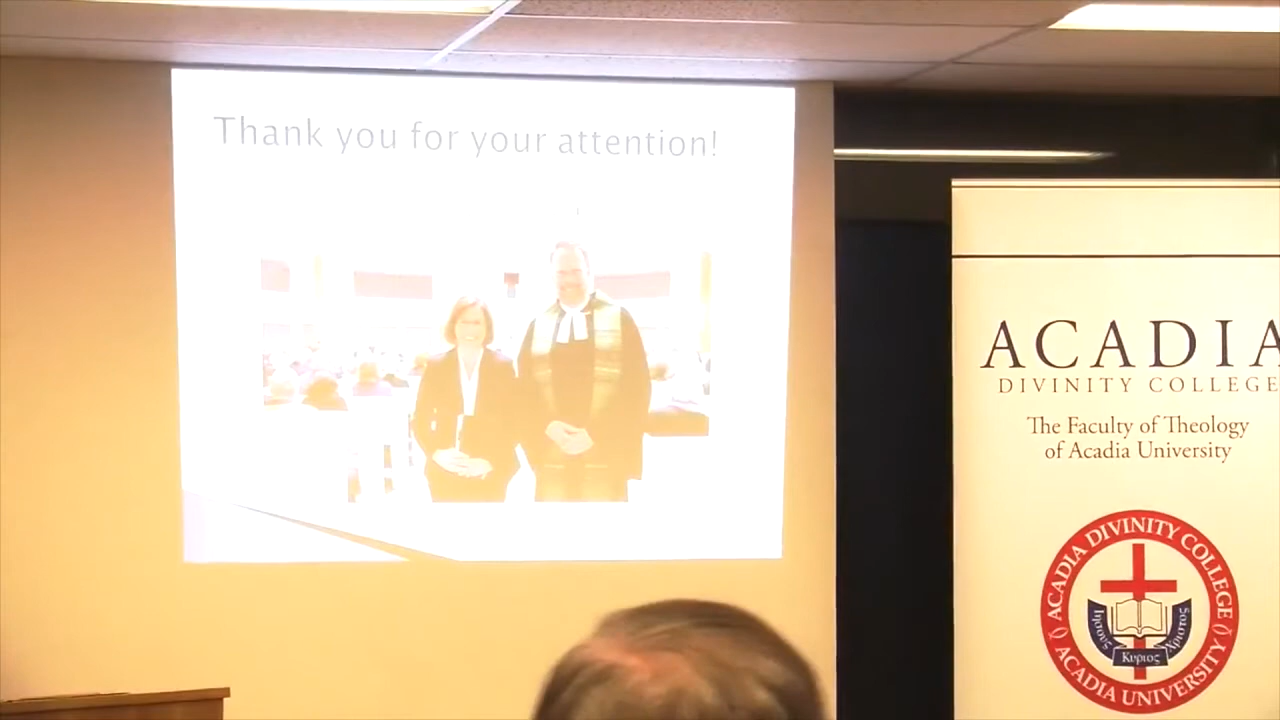 Thank you for your attention!
ACADIA
DIVINITY COLLEGE
The Faculty of Theology
of Acadia University
ACADIA DIVINITY COLLEGE
ACADIA UNIVERSITY
Ιησούς
Κυριος
Χριστος